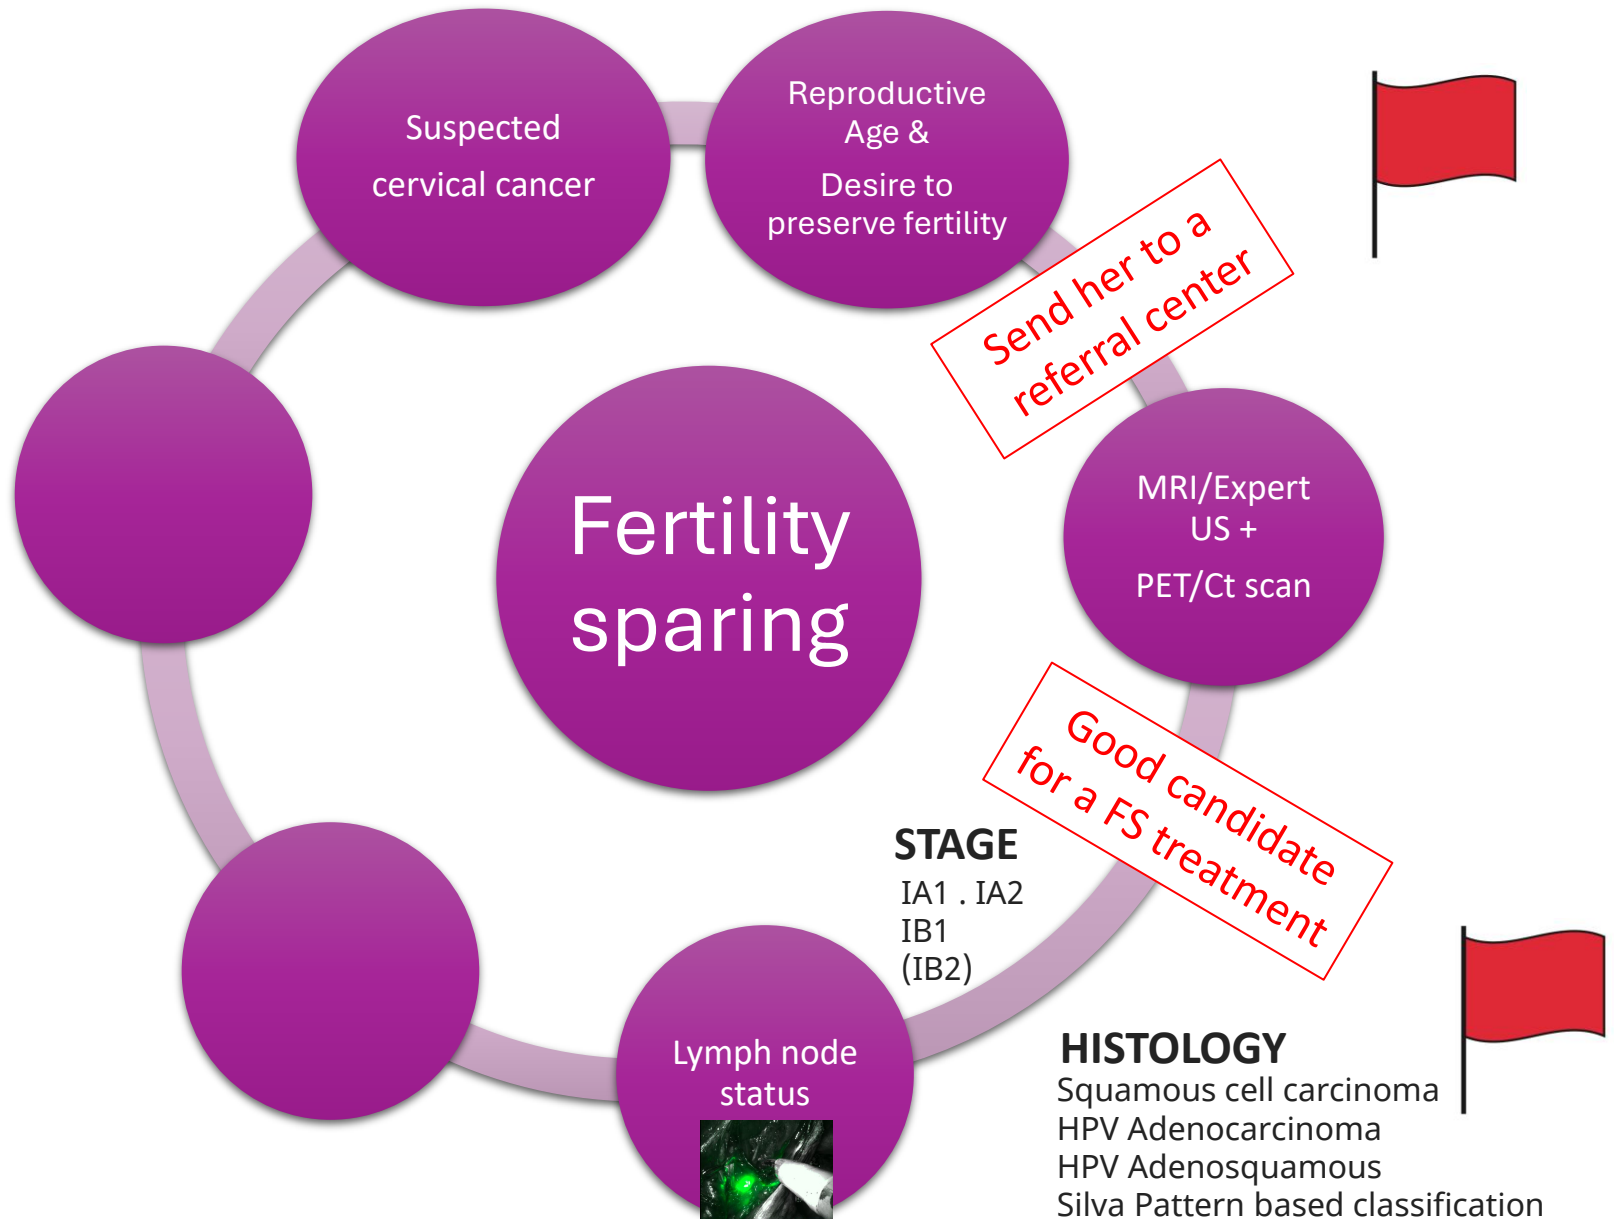 Suspected
cervical cancer
Reproductive
Age &
Desire to
preserve fertility
Send her to a
referral center
MRI/Expert
US +
PET/Ct scan
Fertility
sparing
Good candidate
for a FS treatment
STAGE
IA1 . IA2
IB1
(IB2)
Lymph node
status
HISTOLOGY
Squamous cell carcinoma
HPV Adenocarcinoma
HPV Adenosquamous
Silva Pattern based classification